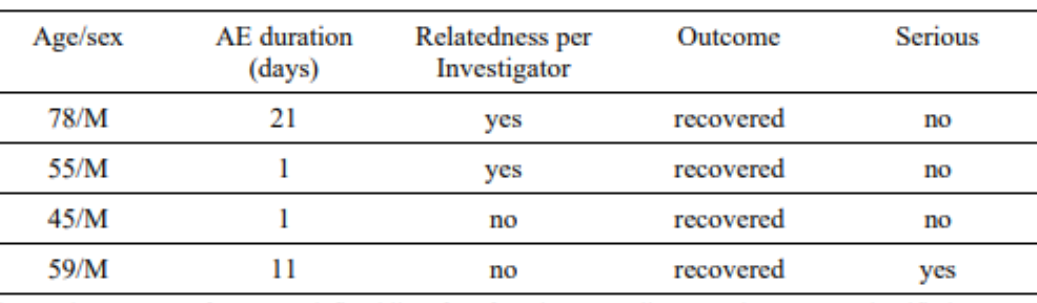 Age/sex AE duration (days) Relatedness per Investigator Outcome Serious
78/M 21 yes recovered no
55/M 1 yes recovered no
45/M 1 no recovered no
59/M 11 no recovered yes